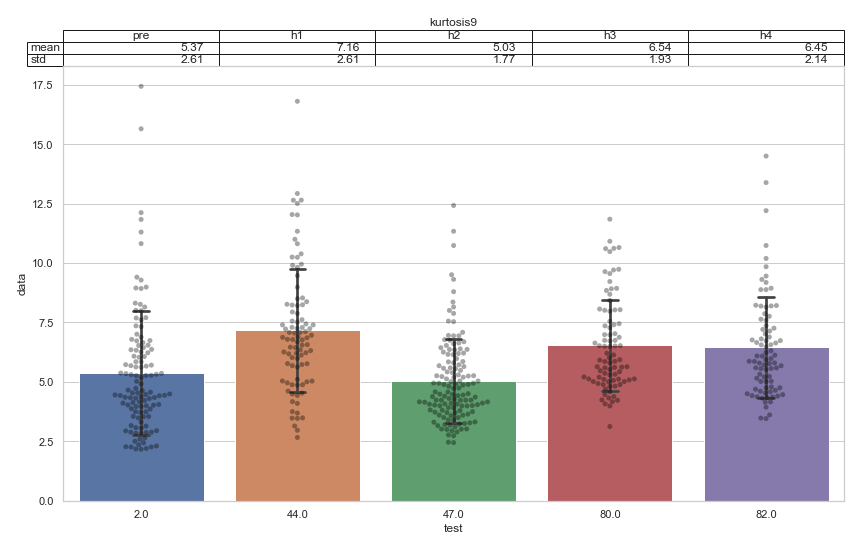 kurtosis9
pre h1 h2 h3 h4
mean 5.37 7.16 5.03 6.54 6.45
std 2.61 2.61 1.77 1.93 2.14
17.5
15.0
12.5
10.0
7.5
5.0
2.5
0.0
data
2.0 44.0 47.0 80.0 82.0
test